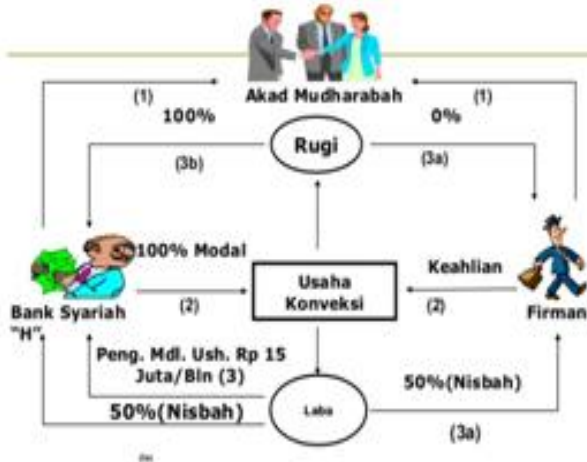 (1)
Akad Mudharabah
(1)
100%
0%
Rugi
(3b)
(3a)
100% Modal
Keahlian
Usaha
Konveksi
(2)
(2)
Bank Syariah
"H"
Firman
Peng. Mdl. Ush. Rp 15
Juta/Bln (3)
50%(Nisbah)
50%(Nisbah)
Laba
(3a)